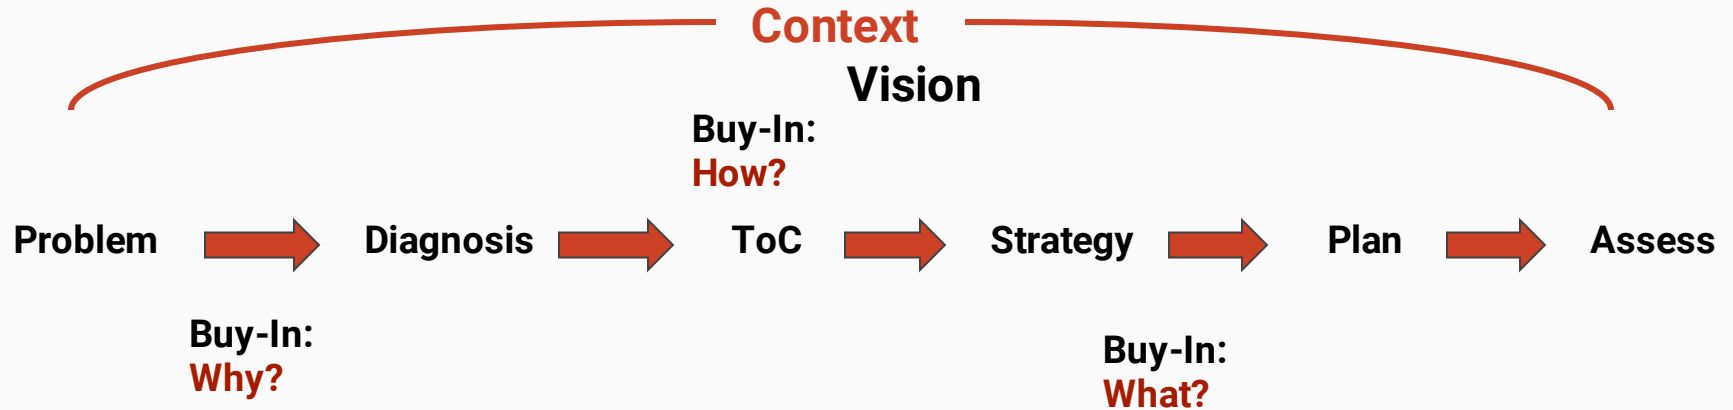 Context
Vision
Buy-In:
How?
Problem
Diagnosis
ToC
Strategy
Plan
Assess
Buy-In:
Why?
Buy-In:
What?